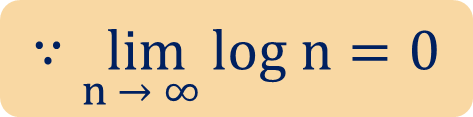 ∵ lim log n = 0
n → ∞